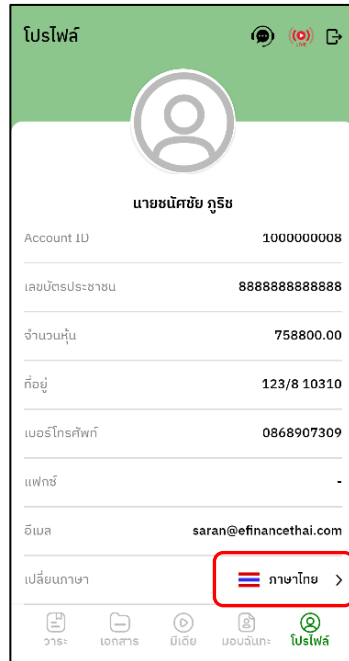 โปรไฟล์
LIVE
นายชนัศชัย ภูริช
Account ID 1000000008
เลขบัตรประชาชน 8888888888888
จำนวนหุ้น 758800.00
ที่อยู่ 123/8 10310
เบอร์โทรศัพท์ 0868907309
แฟกซ์ -
อีเมล saran@efinancethai.com
เปลี่ยนภาษา ภาษาไทย >
วาระ เอกสาร มีเดีย มอบฉันทะ โปรไฟล์